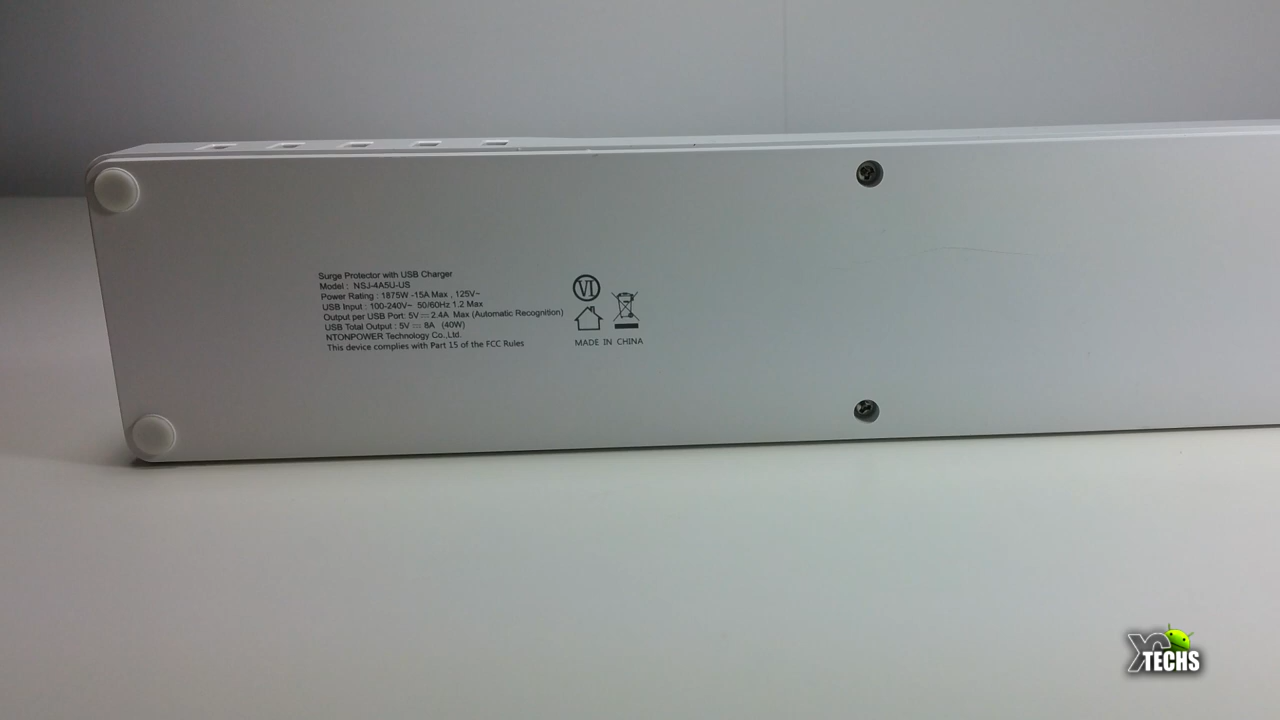 Surge Protector with USB Charger
Model : NSJ-4A5U-US
Power Rating : 1875W -15A Max , 125V~
USB Input : 100-240V~ 50/60Hz 1.2 Max
Output per USB Port: 5V⎓2.4A Max (Automatic Recognition)
USB Total Output : 5V⎓8A (40W)
NTONPOWER Technology Co.,Ltd.
This device complies with Part 15 of the FCC Rules
VI
MADE IN CHINA
XC
TECHS